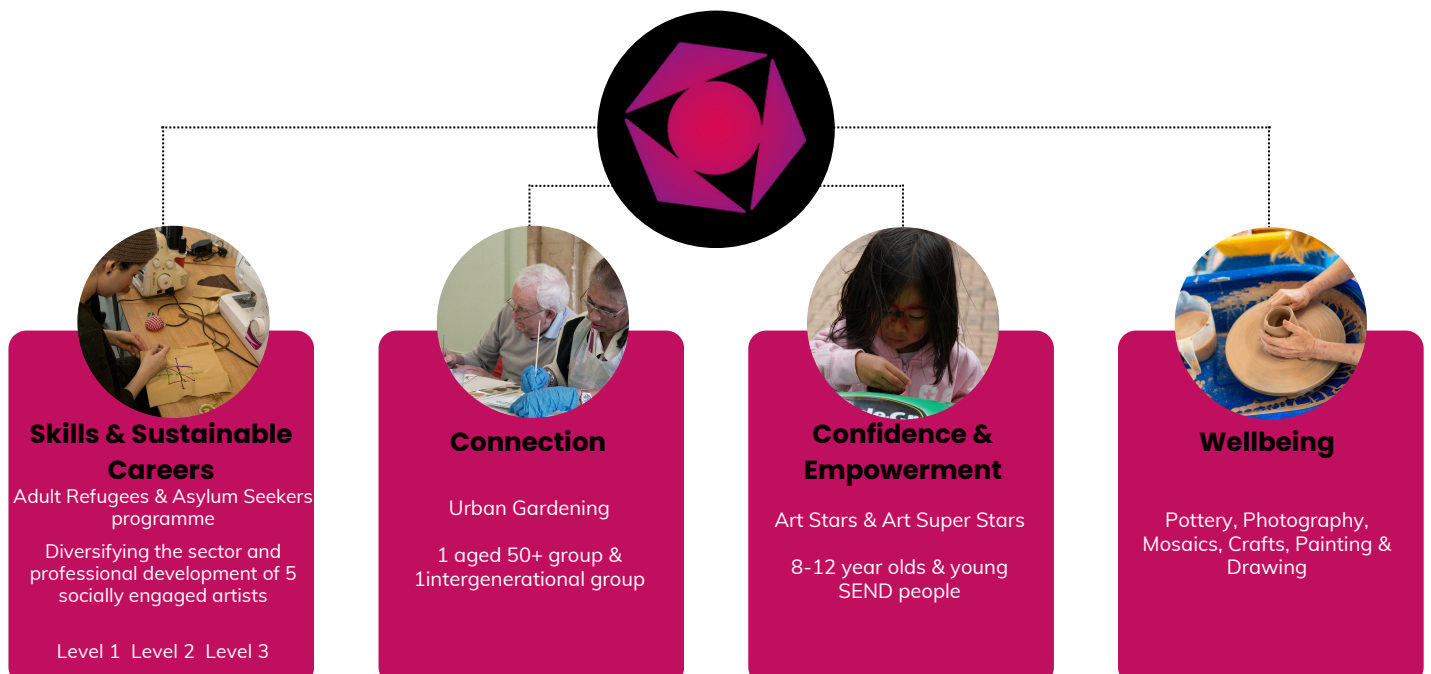 Skills & Sustainable
Careers
Adult Refugees & Asylum Seekers
programme
Diversifying the sector and
professional development of 5
socially engaged artists
Level 1 Level 2 Level 3
Connection
Urban Gardening
1 aged 50+ group &
1intergenerational group
Confidence &
Empowerment
Art Stars & Art Super Stars
8-12 year olds & young
SEND people
Wellbeing
Pottery, Photography,
Mosaics, Crafts, Painting &
Drawing